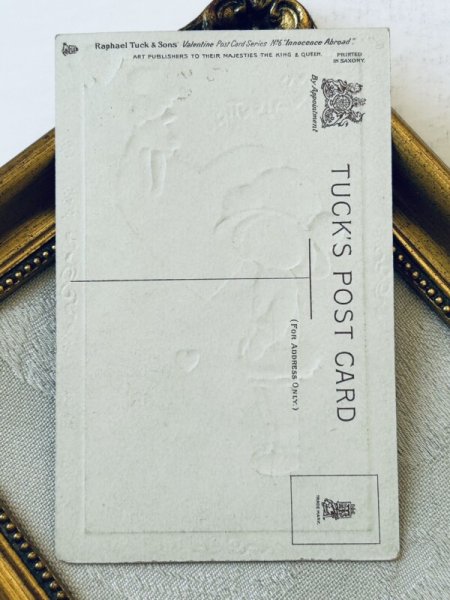 Raphael Tuck & Sons' Valentine Post Card Series No 6 "Innocence Abroad"
ART PUBLISHERS TO THEIR MAJESTIES THE KING & QUEEN.
PRINTED
IN SAXONY.
By Appointment
TUCK'S POST CARD
(FOR ADDRESS ONLY.)
TRADE MARK.